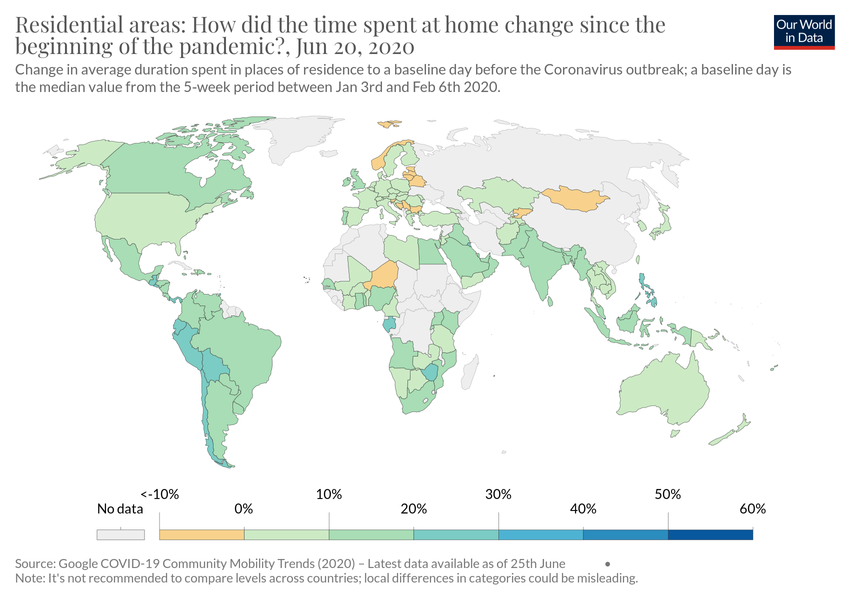 Residential areas: How did the time spent at home change since the
beginning of the pandemic?, Jun 20, 2020
Our World
in Data
Change in average duration spent in places of residence to a baseline day before the Coronavirus outbreak; a baseline day is
the median value from the 5-week period between Jan 3rd and Feb 6th 2020.
<-10% 10% 30% 50%
No data 0% 20% 40% 60%
Source: Google COVID-19 Community Mobility Trends (2020) – Latest data available as of 25th June •
Note: It's not recommended to compare levels across countries; local differences in categories could be misleading.